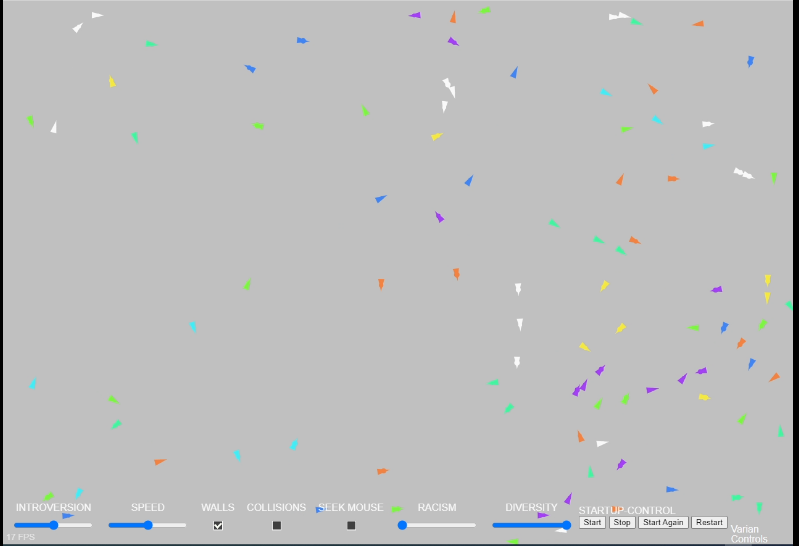 INTROVERSION SPEED WALLS COLLISIONS SEEK MOUSE RACISM DIVERSITY STARTUP-CONTROL
Start Stop Start Again Restart
Varian
Controls
17 FPS